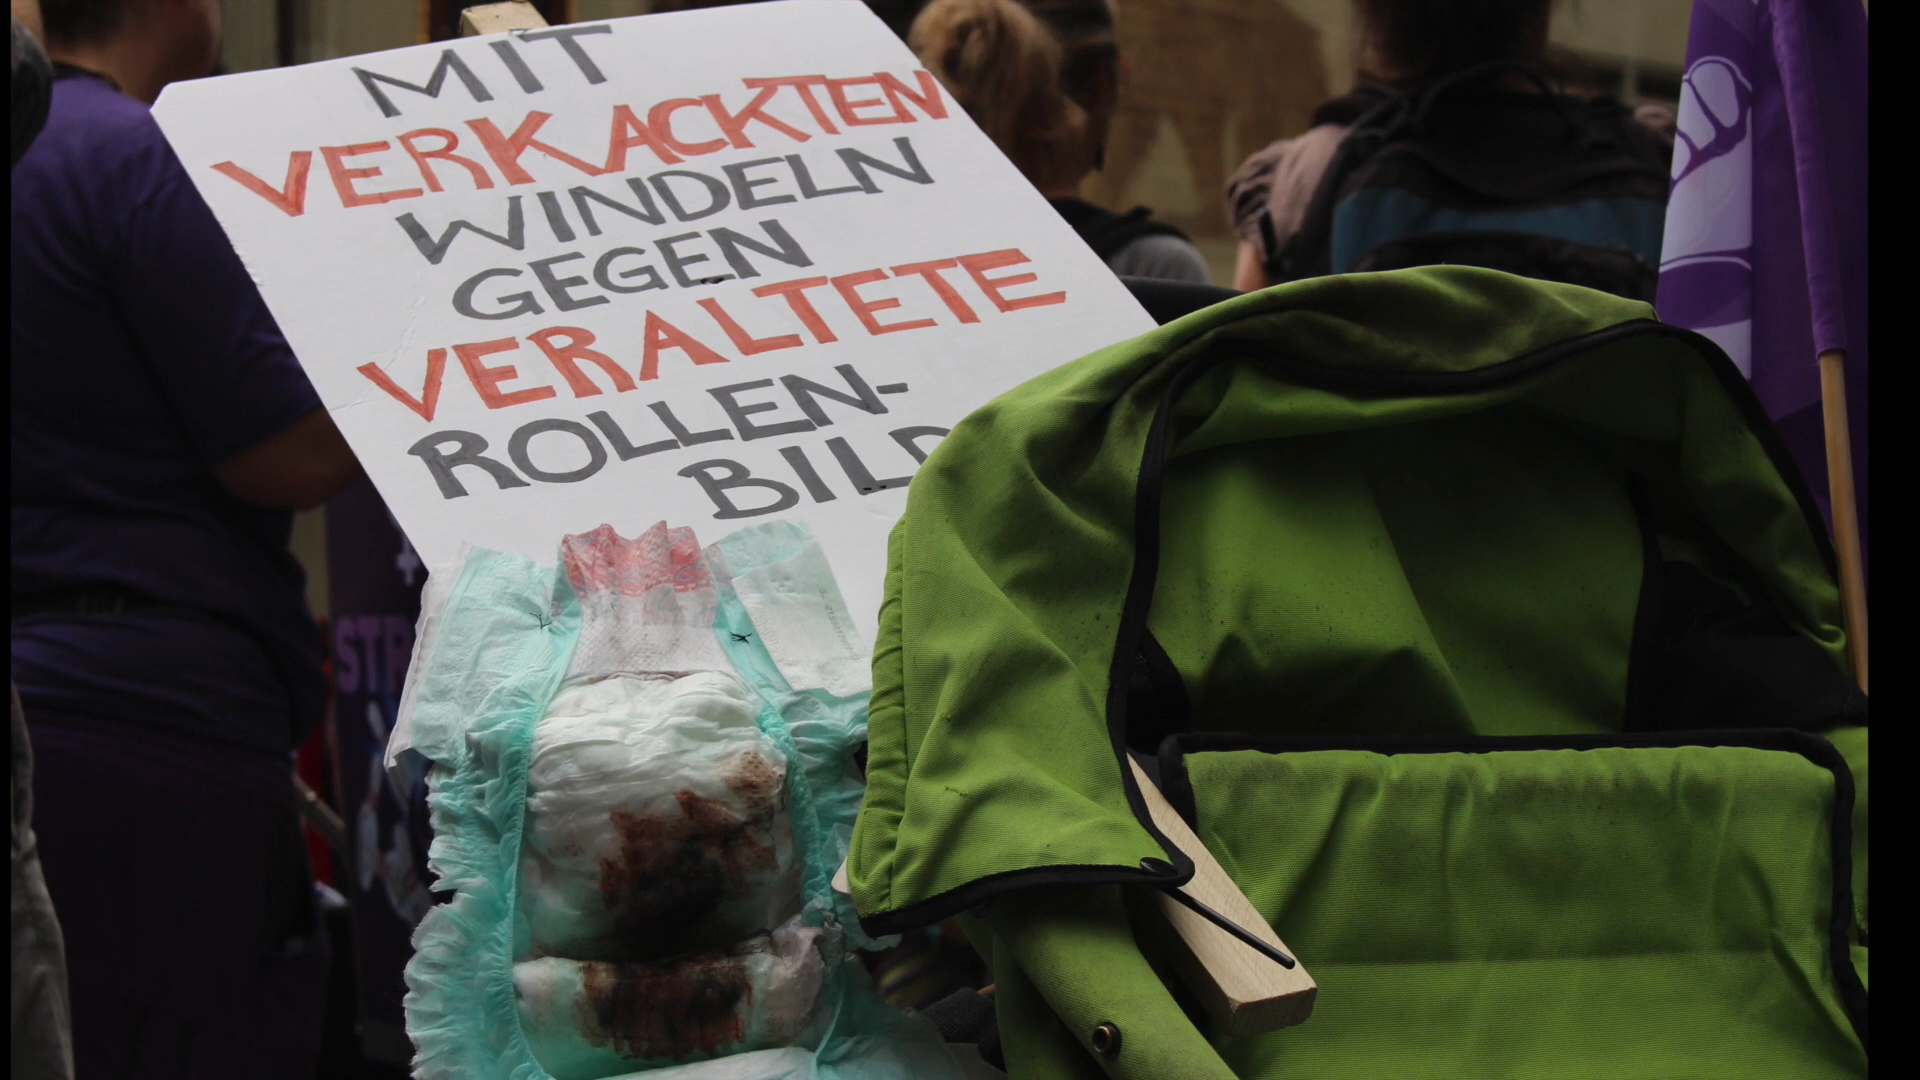 MIT
VERKACKTEN
WINDELN
GEGEN
VERALTETE
ROLLEN-
BILD